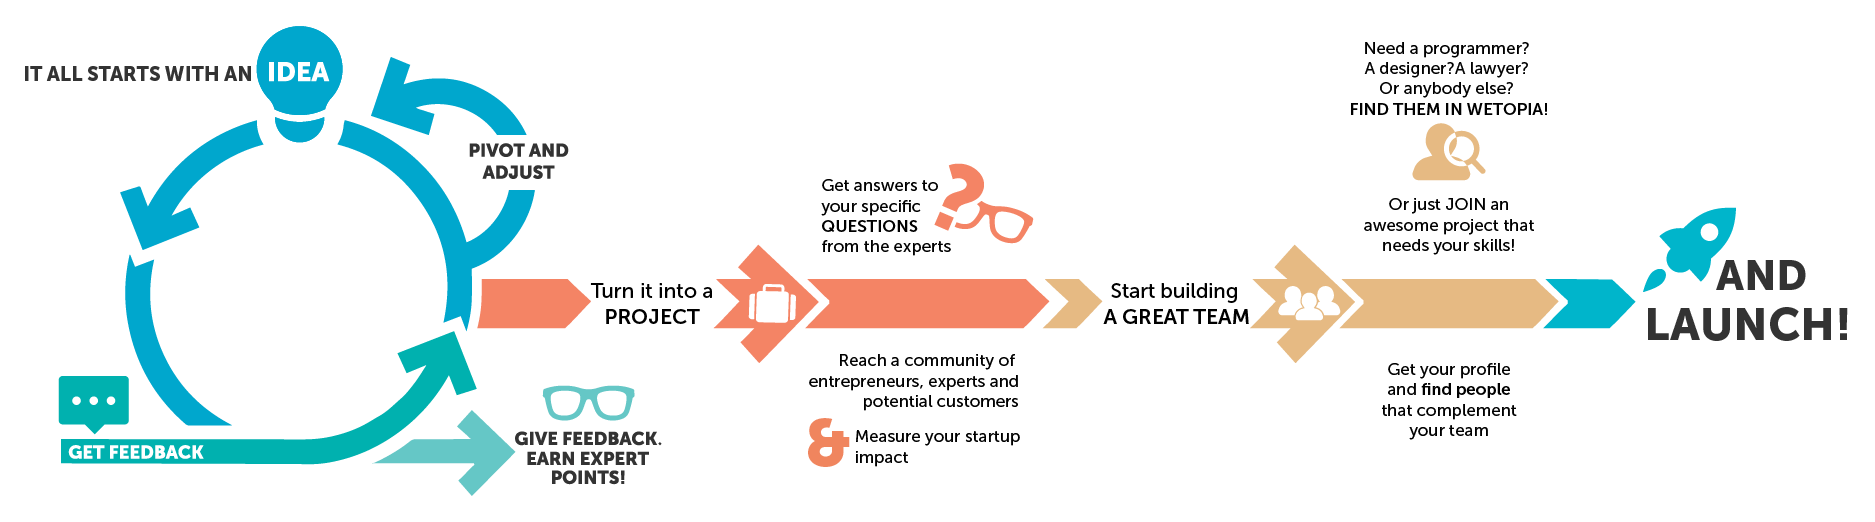 IT ALL STARTS WITH AN IDEA
PIVOT AND
ADJUST
GET FEEDBACK
GIVE FEEDBACK.
EARN EXPERT
POINTS!
Turn it into a
PROJECT
Get answers to
your specific
QUESTIONS
from the experts
?
Reach a community of
entrepreneurs, experts and
potential customers
&
Measure your startup
impact
Start building
A GREAT TEAM
Need a programmer?
A designer?A lawyer?
Or anybody else?
FIND THEM IN WETOPIA!
Or just JOIN an
awesome project that
needs your skills!
Get your profile
and find people
that complement
your team
AND
LAUNCH!